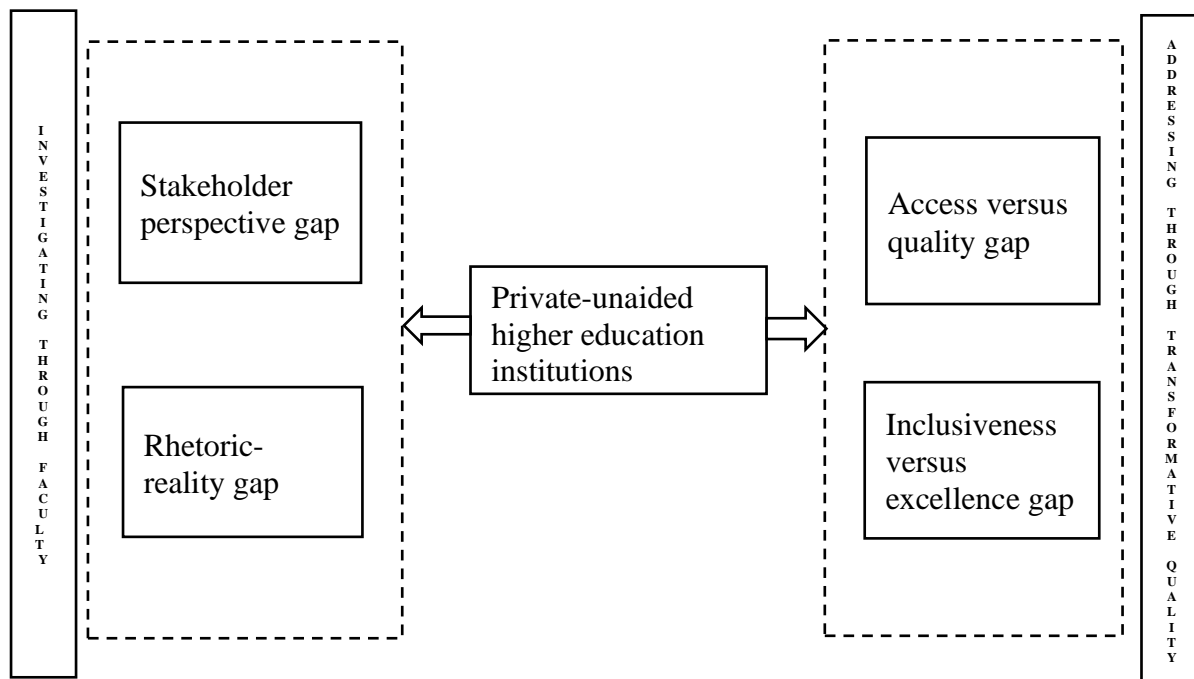 INVESTIGATING THROUGH FACULTY
Stakeholder
perspective gap
Rhetoric-
reality gap
Private-unaided
higher education
institutions
Access versus
quality gap
Inclusiveness
versus
excellence gap
ADDRESSING THROUGH TRANSFORMATIVE QUALITY